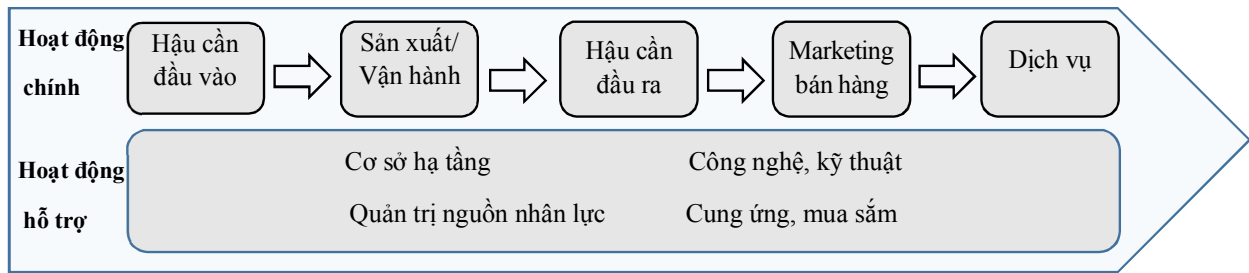 Hoạt động
chính
Hậu cần
đầu vào
Sản xuất/
Vận hành
Hậu cần
đầu ra
Marketing
bán hàng
Dịch vụ
Hoạt động
hỗ trợ
Cơ sở hạ tầng
Công nghệ, kỹ thuật
Quản trị nguồn nhân lực
Cung ứng, mua sắm